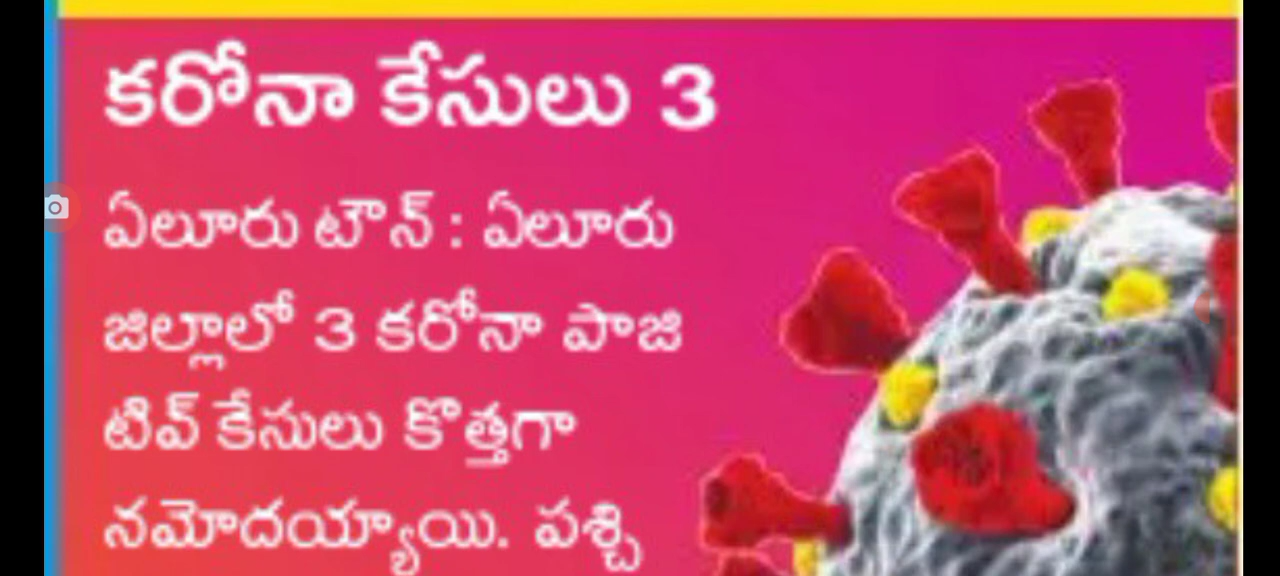 కరోనా కేసులు 3
ఏలూరు టౌన్ : ఏలూరు
జిల్లాలో 3 కరోనా పాజి
టివ్ కేసులు కొత్తగా
నమోదయ్యాయి. పశ్చి